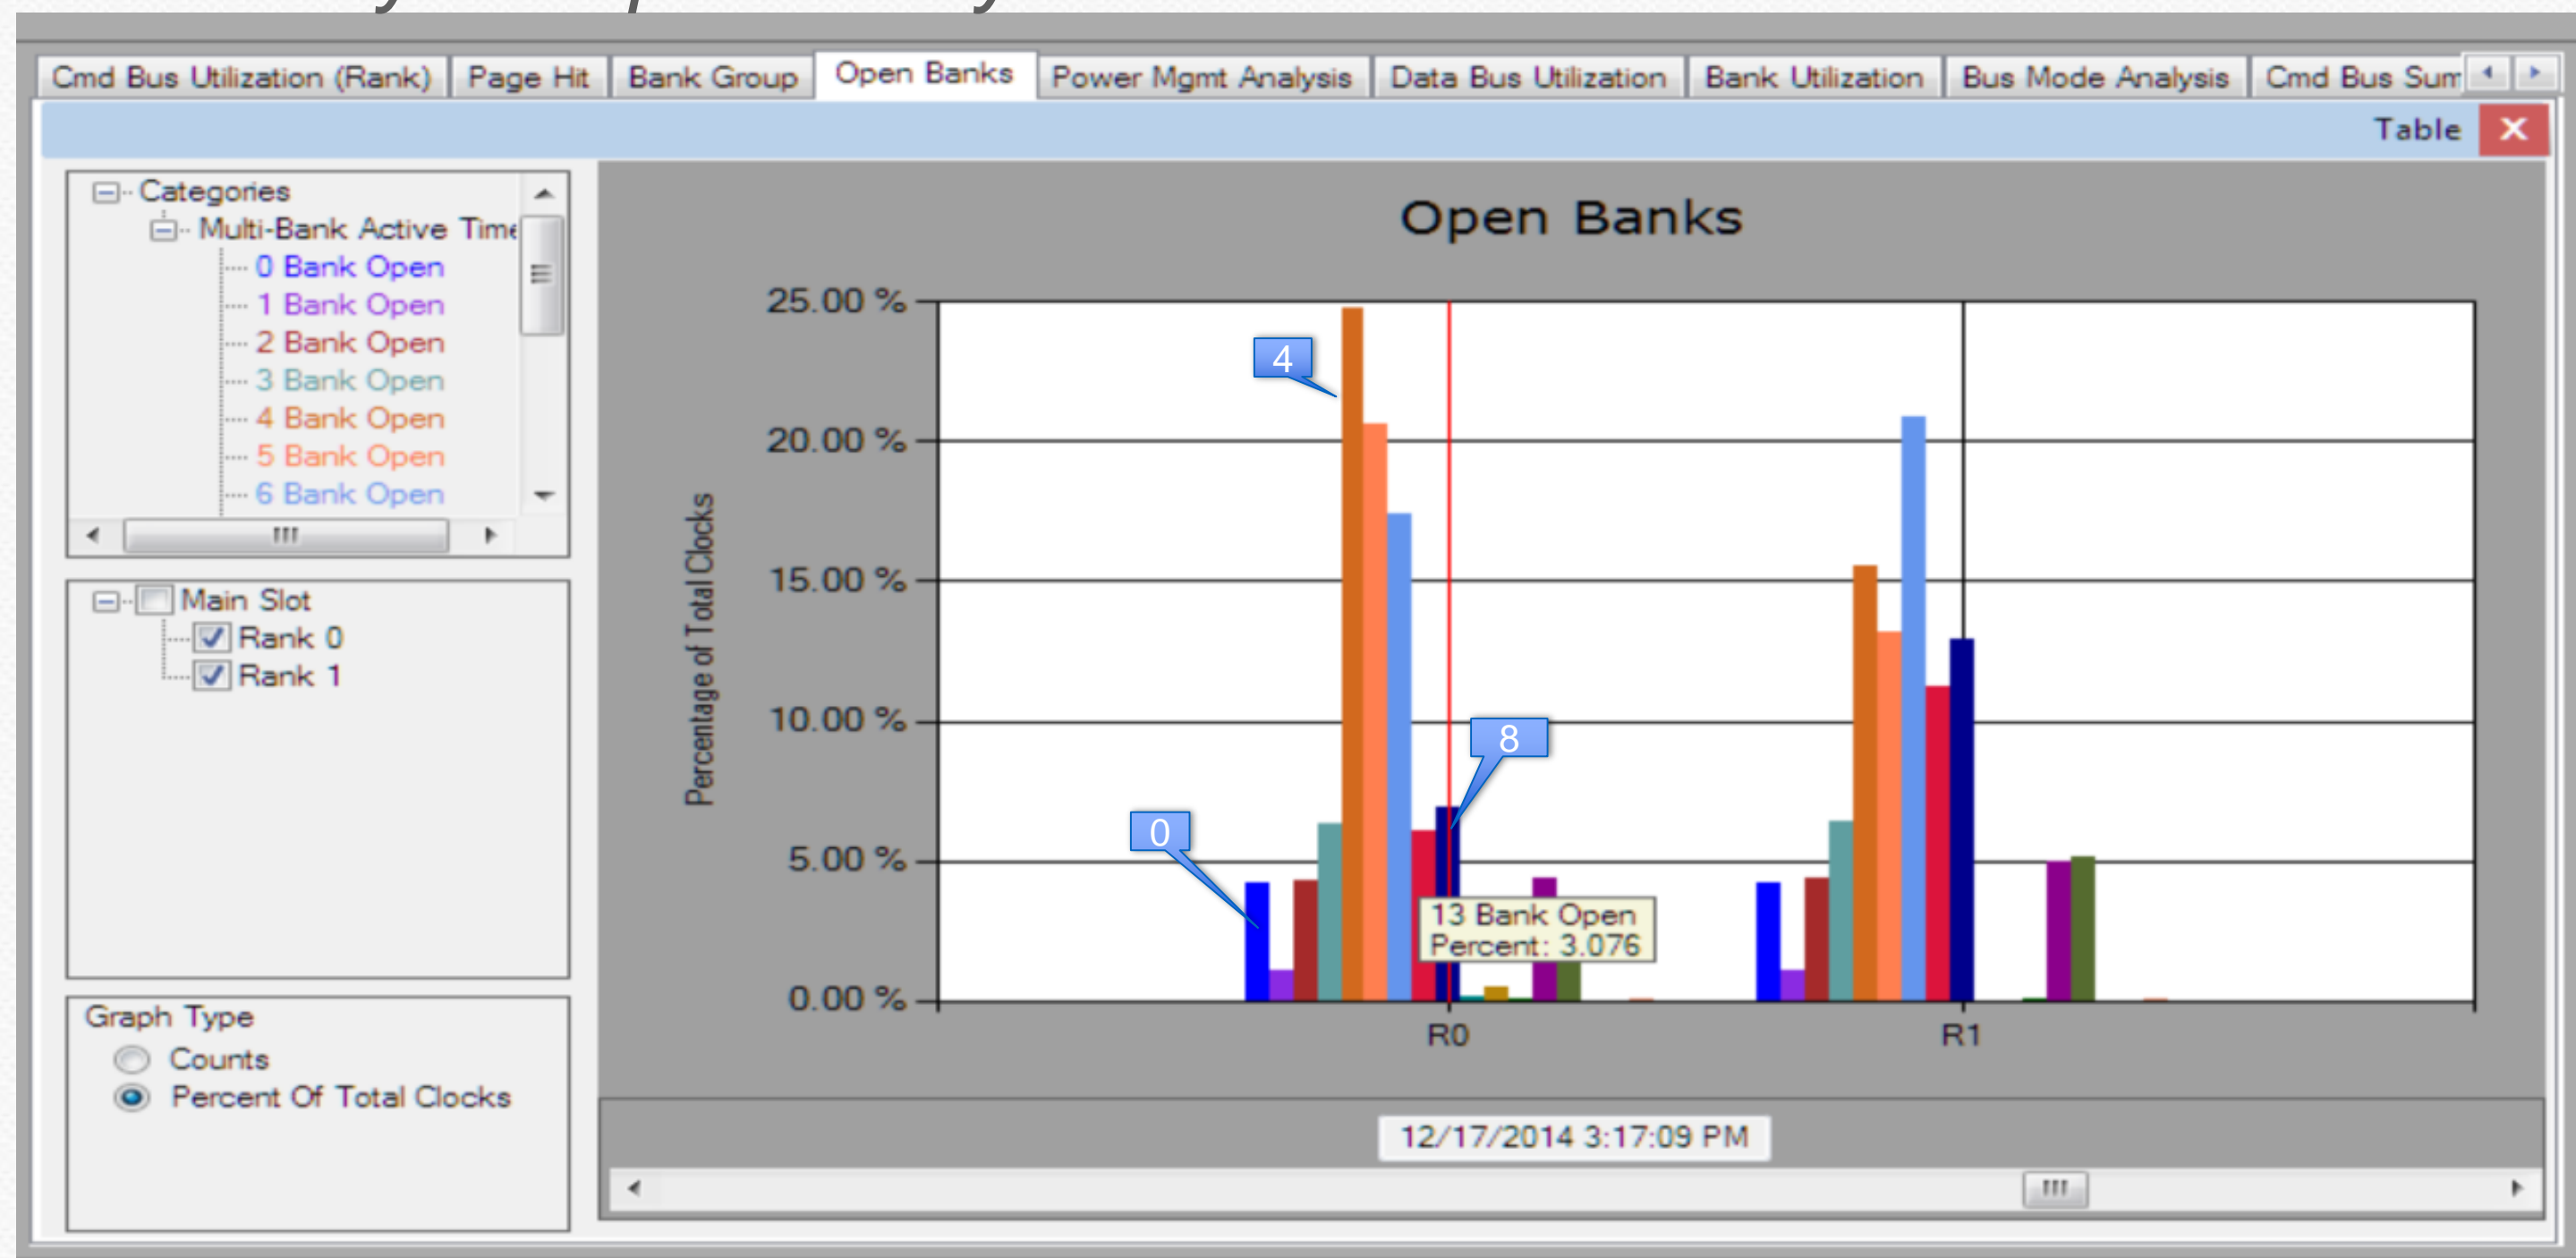 Cmd Bus Utilization (Rank) Page Hit Bank Group Open Banks Power Mgmt Analysis Data Bus Utilization Bank Utilization Bus Mode Analysis Cmd Bus Sum
Table
Categories
Multi-Bank Active Time
0 Bank Open
1 Bank Open
2 Bank Open
3 Bank Open
4 Bank Open
5 Bank Open
6 Bank Open
Main Slot
Rank 0
Rank 1
Graph Type
Counts
Percent Of Total Clocks
Open Banks
Percentage of Total Clocks
25.00 %
20.00 %
15.00 %
10.00 %
5.00 %
0.00 %
4
8
0
13 Bank Open
Percent: 3.076
R0 R1
12/17/2014 3:17:09 PM